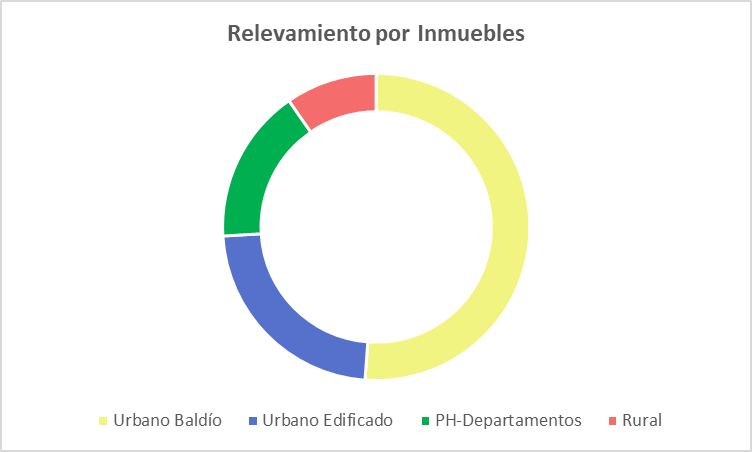 Relevamiento por Inmuebles
Urbano Baldío Urbano Edificado PH-Departamentos Rural